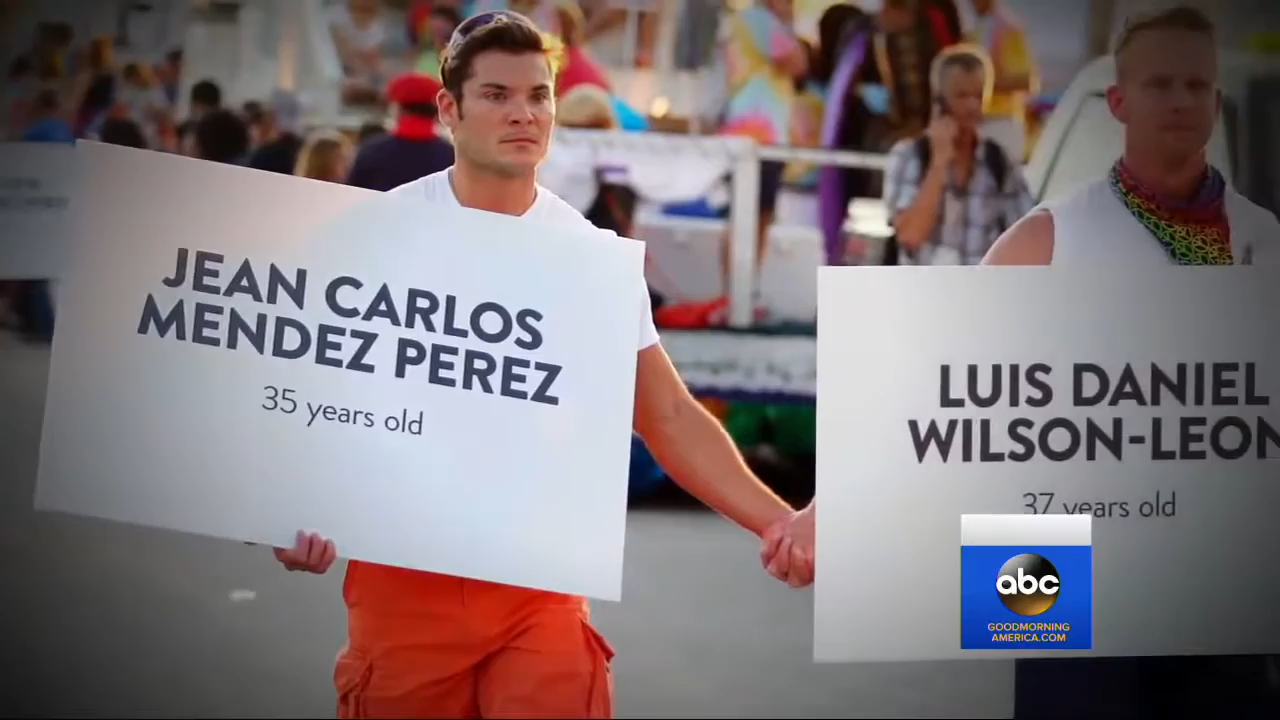 JEAN CARLOS
MENDEZ PEREZ
35 years old
LUIS DANIEL
WILSON-LEON
37 years old
abc
GOODMORNING
AMERICA.COM